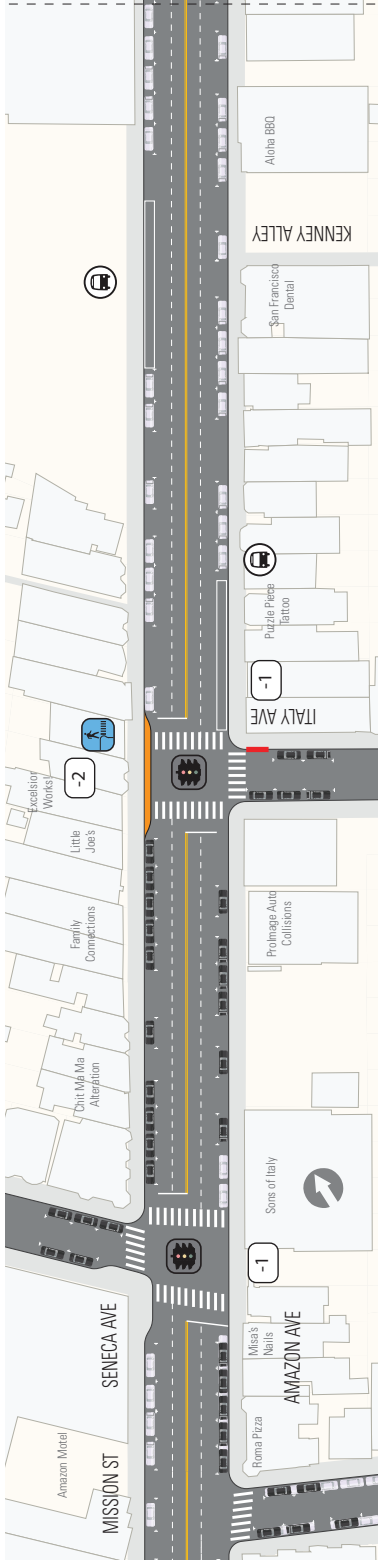 Aloha BBQ
KENNEY ALLEY
San Francisco
Dental
Puzzle Piece
Tattoo
-1
ITALY AVE
-2
Excelsior
Works!
Little
Joe's
Family
Connections
ProImage Auto
Collisions
Chit Ma Ma
Alteration
Sons of Italy
-1
SENECA AVE
Misa's
Nails
AMAZON AVE
Roma Pizza
Amazon Motel
MISSION ST